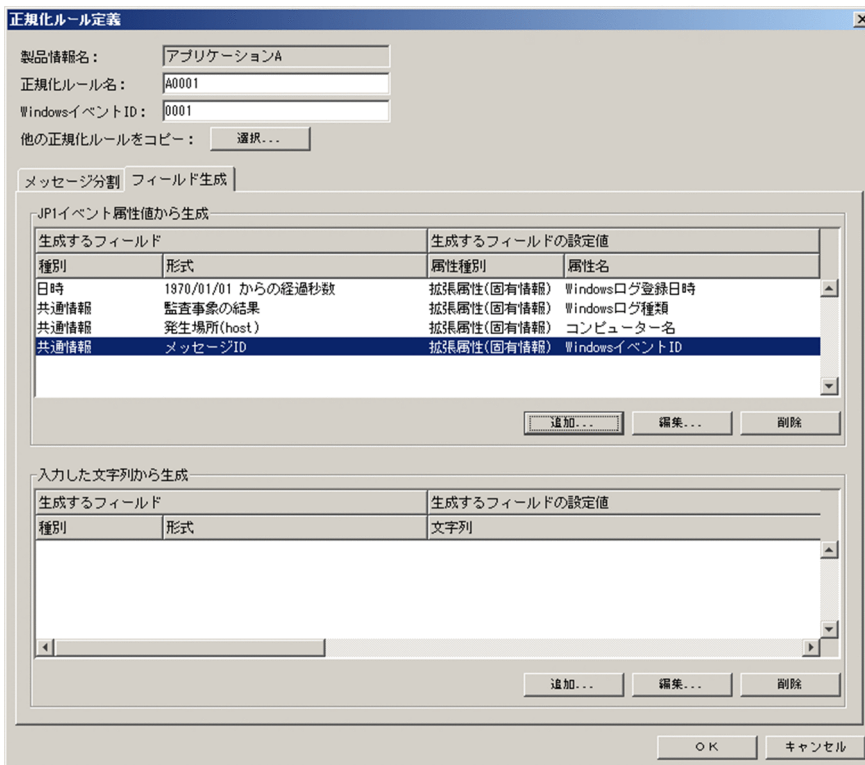 正規化ルール定義
製品情報名： アプリケーションA
正規化ルール名： A0001
WindowsイベントID： 0001
他の正規化ルールをコピー： 選択...
メッセージ分割 フィールド生成
JP1イベント属性値から生成
生成するフィールド 生成するフィールドの設定値
種別 形式 属性種別 属性名
日時 1970/01/01 からの経過秒数 拡張属性(固有情報) Windowsログ登録日時
共通情報 監査事象の結果 拡張属性(固有情報) Windowsログ種類
共通情報 発生場所(host) 拡張属性(固有情報) コンピューター名
共通情報 メッセージID 拡張属性(固有情報) WindowsイベントID
追加... 編集... 削除
入力した文字列から生成
生成するフィールド 生成するフィールドの設定値
種別 形式 文字列
追加... 編集... 削除
OK キャンセル